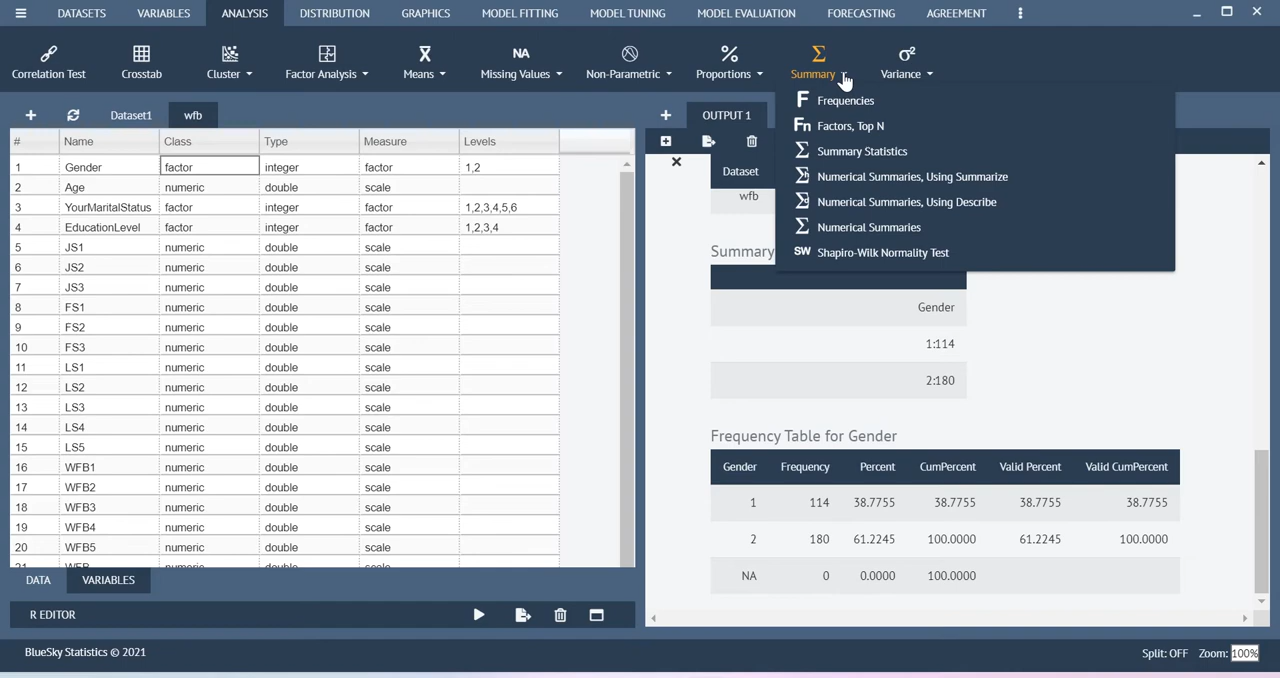 DATASETS VARIABLES ANALYSIS DISTRIBUTION GRAPHICS MODEL FITTING MODEL TUNING MODEL EVALUATION FORECASTING AGREEMENT
Correlation Test Crosstab Cluster Factor Analysis Means NA Missing Values Non-Parametric % Proportions Σ Summary σ² Variance
F Frequencies
Fn Factors, Top N
Σ Summary Statistics
Numerical Summaries, Using Summarize
Numerical Summaries, Using Describe
Σ Numerical Summaries
SW Shapiro-Wilk Normality Test
Dataset1 wfb
# Name Class Type Measure Levels
1 Gender factor integer factor 1,2
2 Age numeric double scale
3 YourMaritalStatus factor integer factor 1,2,3,4,5,6
4 EducationLevel factor integer factor 1,2,3,4
5 JS1 numeric double scale
6 JS2 numeric double scale
7 JS3 numeric double scale
8 FS1 numeric double scale
9 FS2 numeric double scale
10 FS3 numeric double scale
11 LS1 numeric double scale
12 LS2 numeric double scale
13 LS3 numeric double scale
14 LS4 numeric double scale
15 LS5 numeric double scale
16 WFB1 numeric double scale
17 WFB2 numeric double scale
18 WFB3 numeric double scale
19 WFB4 numeric double scale
20 WFB5 numeric double scale
DATA VARIABLES
R EDITOR
OUTPUT 1
Dataset
wfb
Summary
Gender
1:114
2:180
Frequency Table for Gender
Gender Frequency Percent CumPercent Valid Percent Valid CumPercent
1 114 38.7755 38.7755 38.7755 38.7755
2 180 61.2245 100.0000 61.2245 100.0000
NA 0 0.0000 100.0000
BlueSky Statistics © 2021
Split: OFF Zoom: 100%